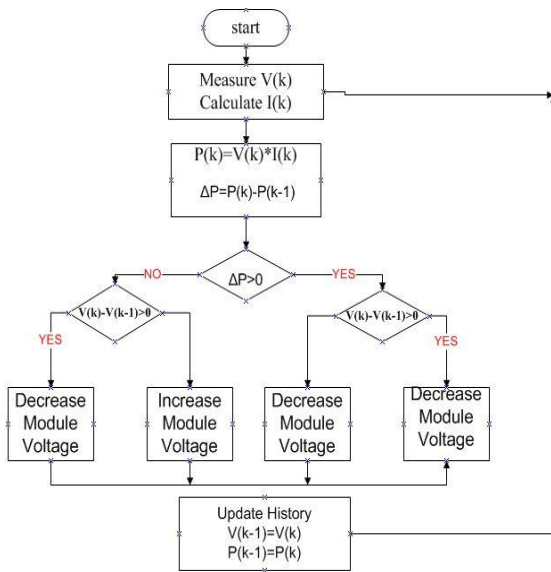 start
Measure V(k)
Calculate I(k)
P(k)=V(k)*I(k)
ΔP=P(k)-P(k-1)
ΔP>0
NO
YES
V(k)-V(k-1)>0
V(k)-V(k-1)>0
YES
YES
Decrease
Module
Voltage
Increase
Module
Voltage
Decrease
Module
Voltage
Decrease
Module
Voltage
Update History
V(k-1)=V(k)
P(k-1)=P(k)